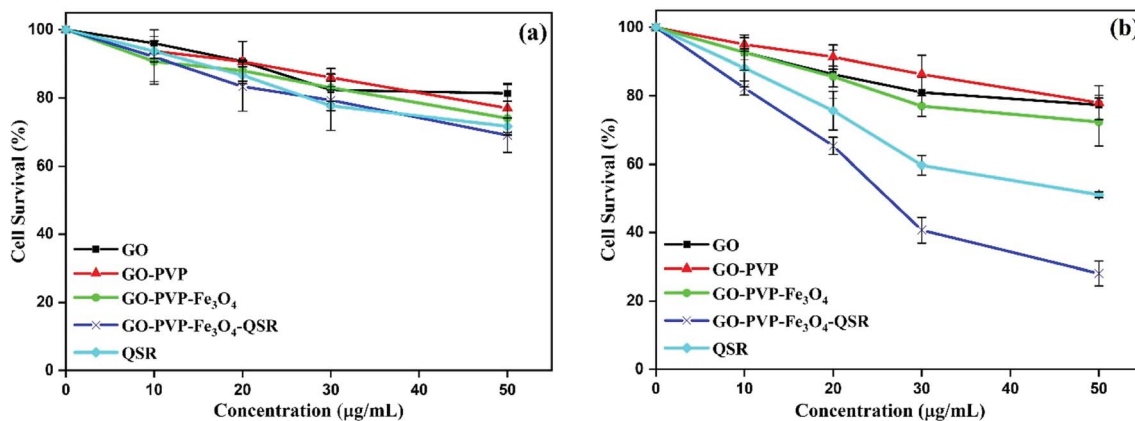 (a)
Cell Survival (%)
100
80
60
40
20
0
GO
GO-PVP
GO-PVP-Fe₃O₄
GO-PVP-Fe₃O₄-QSR
QSR
0 10 20 30 40 50
Concentration (μg/mL)
(b)
Cell Survival (%)
100
80
60
40
20
0
GO
GO-PVP
GO-PVP-Fe₃O₄
GO-PVP-Fe₃O₄-QSR
QSR
0 10 20 30 40 50
Concentration (μg/mL)